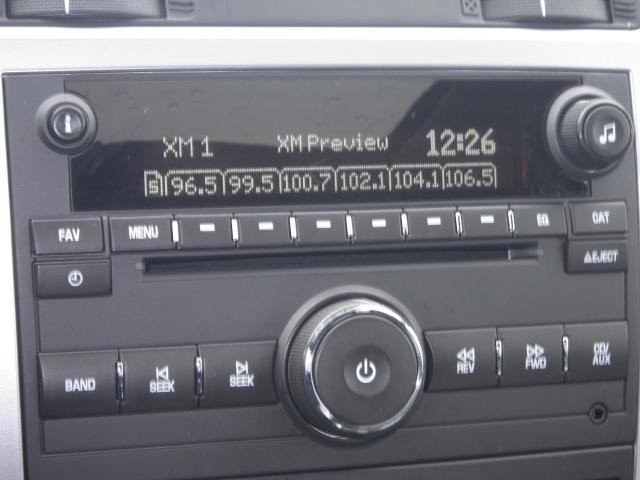 XM 1 XM Preview 12:26
5 96.5 99.5 100.7 102.1 104.1 106.5
FAV MENU EQ CAT
EJECT
BAND SEEK SEEK REV FWD CD/
AUX